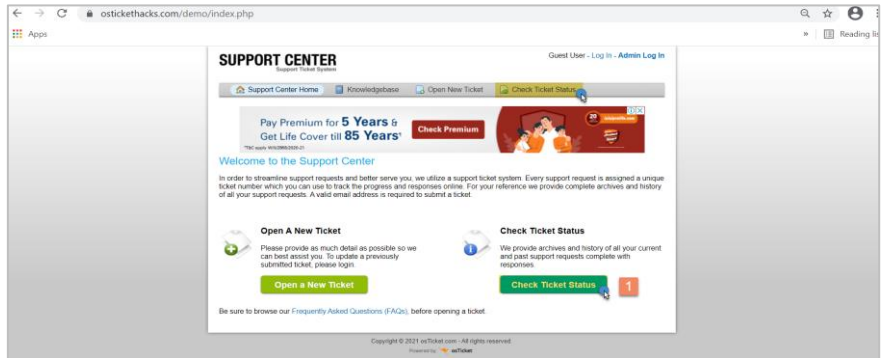 ostickethacks.com/demo/index.php
Apps
» Reading lis
SUPPORT CENTER
Support Ticket System
Guest User - Log In - Admin Log In
Support Center Home
Knowledgebase
Open New Ticket
Check Ticket Status
Pay Premium for 5 Years &
Get Life Cover till 85 Years¹
Check Premium
20
Welcome to the Support Center
In order to streamline support requests and better serve you, we utilize a support ticket system. Every support request is assigned a unique
ticket number which you can use to track the progress and responses online. For your reference we provide complete archives and history
of all your support requests. A valid email address is required to submit a ticket.
Open A New Ticket
Please provide as much detail as possible so we
can best assist you. To update a previously
submitted ticket, please login.
Open a New Ticket
Check Ticket Status
We provide archives and history of all your current
and past support requests complete with
responses.
Check Ticket Status
1
Be sure to browse our Frequently Asked Questions (FAQs), before opening a ticket.
Copyright © 2021 osTicket.com - All rights reserved.
Powered by osTicket